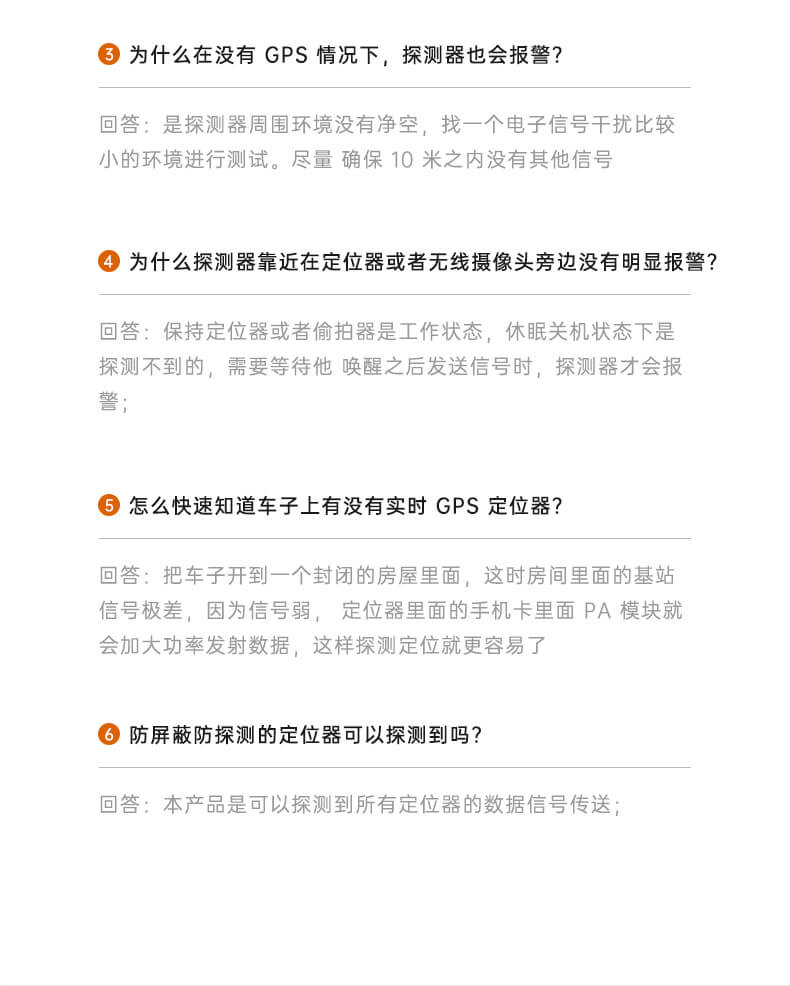 3 为什么在没有 GPS 情况下，探测器也会报警？
回答：是探测器周围环境没有净空，找一个电子信号干扰比较
小的环境进行测试。尽量 确保 10 米之内没有其他信号
4 为什么探测器靠近在定位器或者无线摄像头旁边没有明显报警？
回答：保持定位器或者偷拍器是工作状态，休眠关机状态下是
探测不到的，需要等待他 唤醒之后发送信号时，探测器才会报
警；
5 怎么快速知道车子上有没有实时 GPS 定位器？
回答：把车子开到一个封闭的房屋里面，这时房间里面的基站
信号极差，因为信号弱， 定位器里面的手机卡里面 PA 模块就
会加大功率发射数据，这样探测定位就更容易了
6 防屏蔽防探测的定位器可以探测到吗？
回答：本产品是可以探测到所有定位器的数据信号传送；